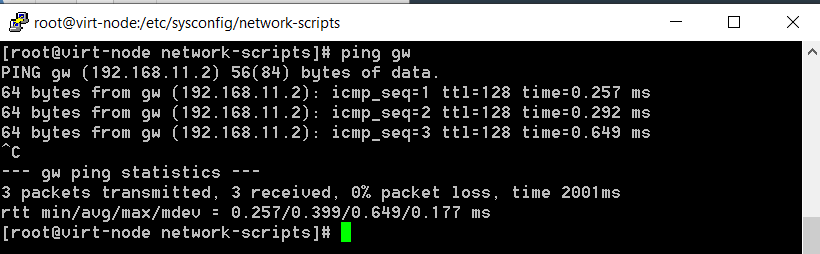 root@virt-node:/etc/sysconfig/network-scripts
[root@virt-node network-scripts]# ping gw
PING gw (192.168.11.2) 56(84) bytes of data.
64 bytes from gw (192.168.11.2): icmp_seq=1 ttl=128 time=0.257 ms
64 bytes from gw (192.168.11.2): icmp_seq=2 ttl=128 time=0.292 ms
64 bytes from gw (192.168.11.2): icmp_seq=3 ttl=128 time=0.649 ms
^C
--- gw ping statistics ---
3 packets transmitted, 3 received, 0% packet loss, time 2001ms
rtt min/avg/max/mdev = 0.257/0.399/0.649/0.177 ms
[root@virt-node network-scripts]#